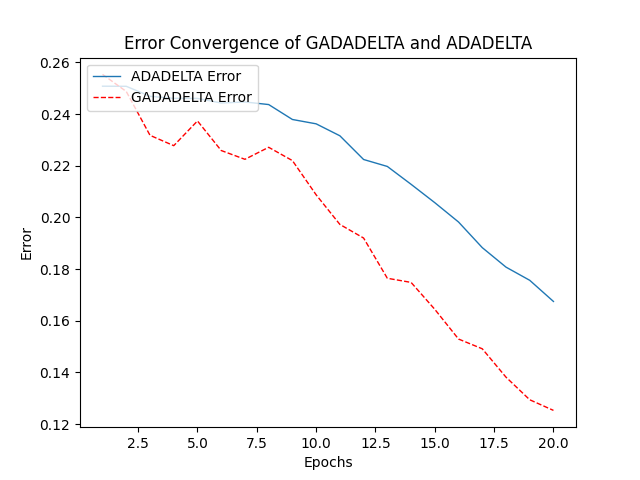 Error Convergence of GADADELTA and ADADELTA
ADADELTA Error
GADADELTA Error
0.26
0.24
0.22
0.20
0.18
0.16
0.14
0.12
Error
2.5 5.0 7.5 10.0 12.5 15.0 17.5 20.0
Epochs